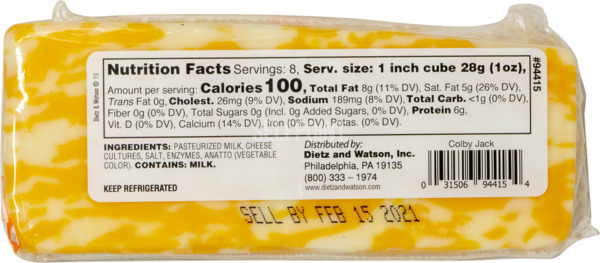 Nutrition Facts Servings: 8, Serv. size: 1 inch cube 28g (1oz),
Amount per serving: Calories 100, Total Fat 8g (11% DV), Sat. Fat 5g (26% DV),
Trans Fat 0g, Cholest. 26mg (9% DV), Sodium 189mg (8% DV), Total Carb. <1g (0% DV),
Fiber 0g (0% DV), Total Sugars 0g (Incl. 0g Added Sugars, 0% DV), Protein 6g,
Vit. D (0% DV), Calcium (14% DV), Iron (0% DV), Potas. (0% DV).
#94415
Dietz & Watson © 19
INGREDIENTS: PASTEURIZED MILK, CHEESE
CULTURES, SALT, ENZYMES, ANATTO (VEGETABLE
COLOR). CONTAINS: MILK.
KEEP REFRIGERATED
Distributed by:
Dietz and Watson, Inc.
Philadelphia, PA 19135
(800) 333 – 1974
www.dietzandwatson.com
Colby Jack
0 31506 94415 4
SELL BY FEB 15 2021